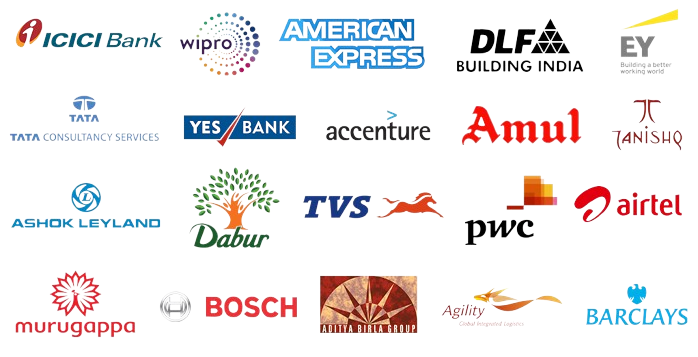 ICICI Bank
wipro
AMERICAN
EXPRESS
DLF
BUILDING INDIA
EY
Building a better
working world
TATA
TATA CONSULTANCY SERVICES
YES BANK
accenture
Amul
TANISHQ
ASHOK LEYLAND
Dabur
TVS
pwc
airtel
murugappa
BOSCH
ADITYA BIRLA GROUP
Agility
Global Integrated Logistics
BARCLAYS